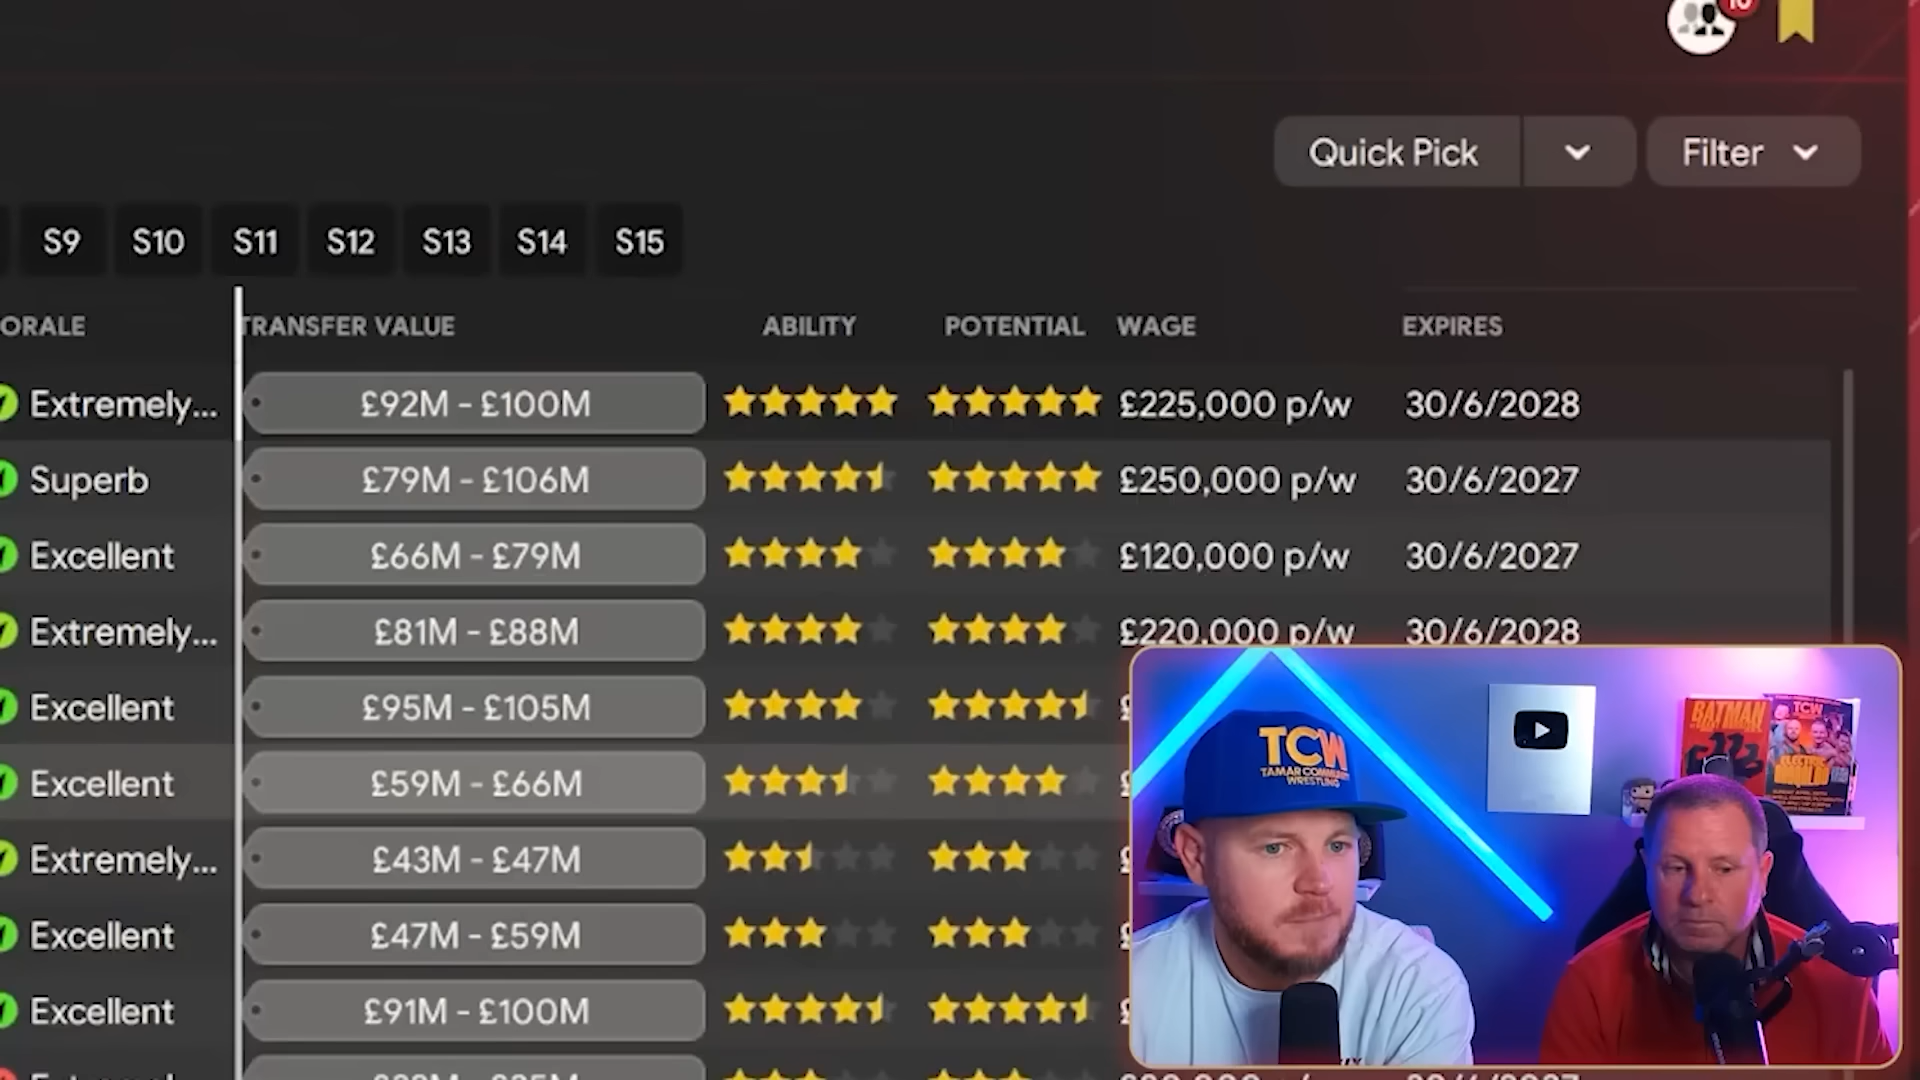 10
Quick Pick
Filter
S9 S10 S11 S12 S13 S14 S15
ORALE TRANSFER VALUE ABILITY POTENTIAL WAGE EXPIRES
Extremely... £92M - £100M £225,000 p/w 30/6/2028
Superb £79M - £106M £250,000 p/w 30/6/2027
Excellent £66M - £79M £120,000 p/w 30/6/2027
Extremely... £81M - £88M £220,000 p/w 30/6/2028
Excellent £95M - £105M £
Excellent £59M - £66M £
Extremely... £43M - £47M £
Excellent £47M - £59M £
Excellent £91M - £100M £
TCW
TAMAR COMMUNITY
WRESTLING
BATMAN
TCW